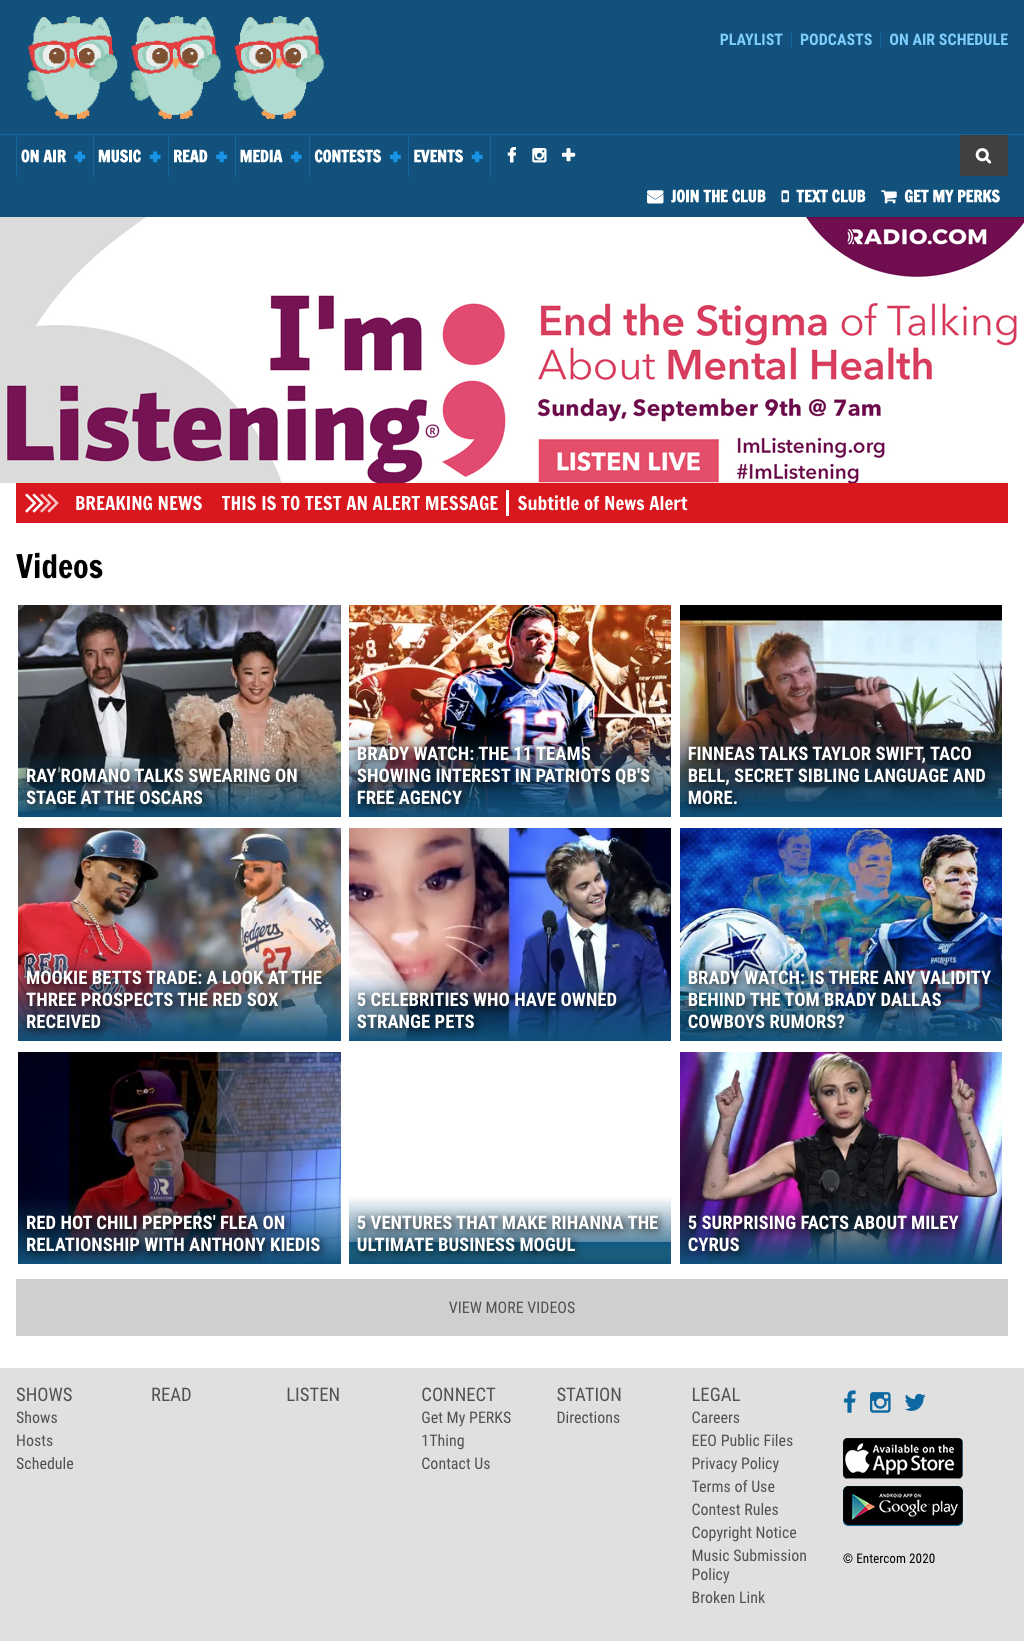 PLAYLIST PODCASTS ON AIR SCHEDULE
ON AIR MUSIC READ MEDIA CONTESTS EVENTS
JOIN THE CLUB TEXT CLUB GET MY PERKS
RADIO.COM
I'm Listening;®
End the Stigma of Talking
About Mental Health
Sunday, September 9th @ 7am
LISTEN LIVE
ImListening.org
#ImListening
BREAKING NEWS THIS IS TO TEST AN ALERT MESSAGE Subtitle of News Alert
Videos
RAY ROMANO TALKS SWEARING ON
STAGE AT THE OSCARS
BRADY WATCH: THE 11 TEAMS
SHOWING INTEREST IN PATRIOTS QB'S
FREE AGENCY
FINNEAS TALKS TAYLOR SWIFT, TACO
BELL, SECRET SIBLING LANGUAGE AND
MORE.
MOOKIE BETTS TRADE: A LOOK AT THE
THREE PROSPECTS THE RED SOX
RECEIVED
5 CELEBRITIES WHO HAVE OWNED
STRANGE PETS
BRADY WATCH: IS THERE ANY VALIDITY
BEHIND THE TOM BRADY DALLAS
COWBOYS RUMORS?
RED HOT CHILI PEPPERS' FLEA ON
RELATIONSHIP WITH ANTHONY KIEDIS
5 VENTURES THAT MAKE RIHANNA THE
ULTIMATE BUSINESS MOGUL
5 SURPRISING FACTS ABOUT MILEY
CYRUS
VIEW MORE VIDEOS
SHOWS
Shows
Hosts
Schedule
READ
LISTEN
CONNECT
Get My PERKS
1Thing
Contact Us
STATION
Directions
LEGAL
Careers
EEO Public Files
Privacy Policy
Terms of Use
Contest Rules
Copyright Notice
Music Submission
Policy
Broken Link
Available on the
App Store
ANDROID APP ON
Google play
© Entercom 2020